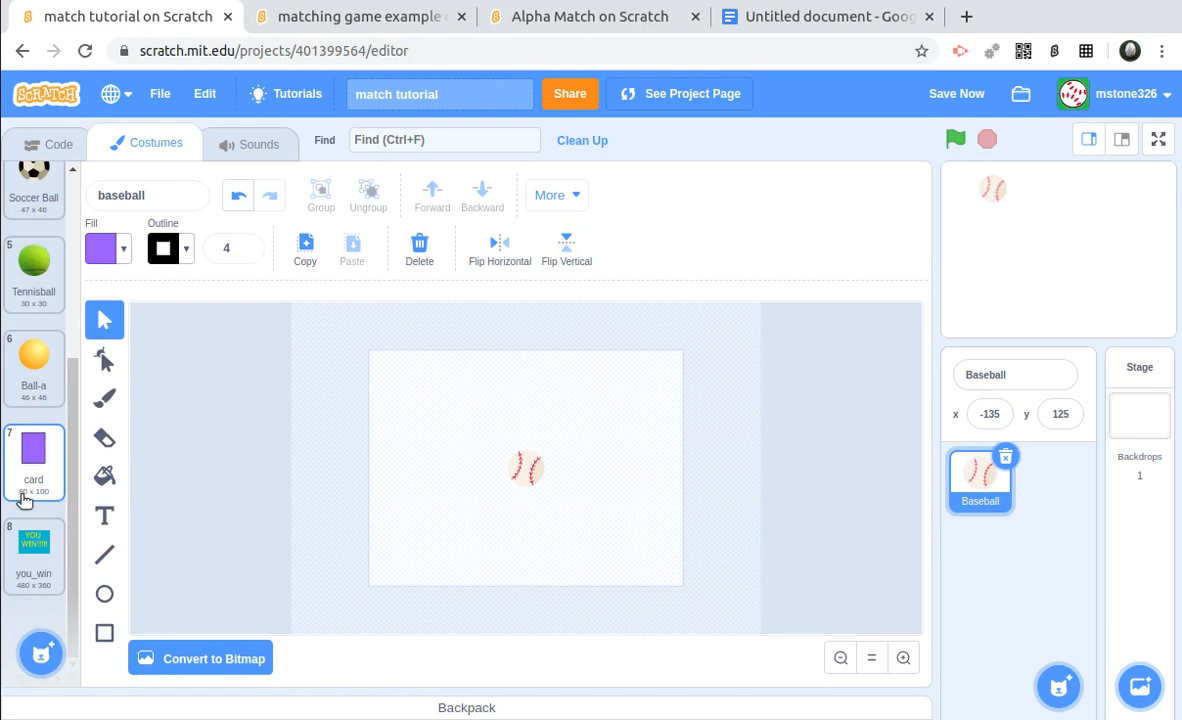 match tutorial on Scratch
matching game example
Alpha Match on Scratch
Untitled document - Goog
scratch.mit.edu/projects/401399564/editor
SCRATCH
File
Edit
Tutorials
match tutorial
Share
See Project Page
Save Now
mstone326
Code
Costumes
Sounds
Find
Find (Ctrl+F)
Clean Up
Soccer Ball
47 x 46
5
Tennisball
30 x 30
6
Ball-a
46 x 46
7
card
80 x 100
8
YOU
WIN!!!!!
you_win
480 x 360
baseball
Group
Ungroup
Forward
Backward
More
Fill
Outline
4
Copy
Paste
Delete
Flip Horizontal
Flip Vertical
Convert to Bitmap
Backpack
Baseball
x
-135
y
125
Baseball
Stage
Backdrops
1